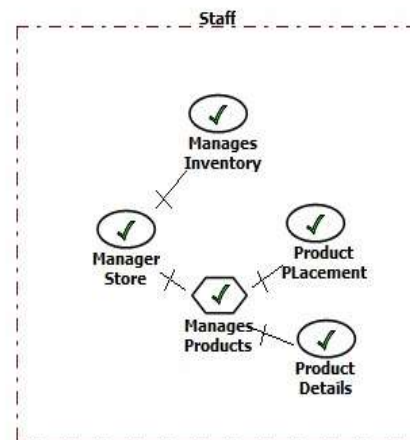 Staff
Manages
Inventory
Manager
Store
Product
PLacement
Manages
Products
Product
Details